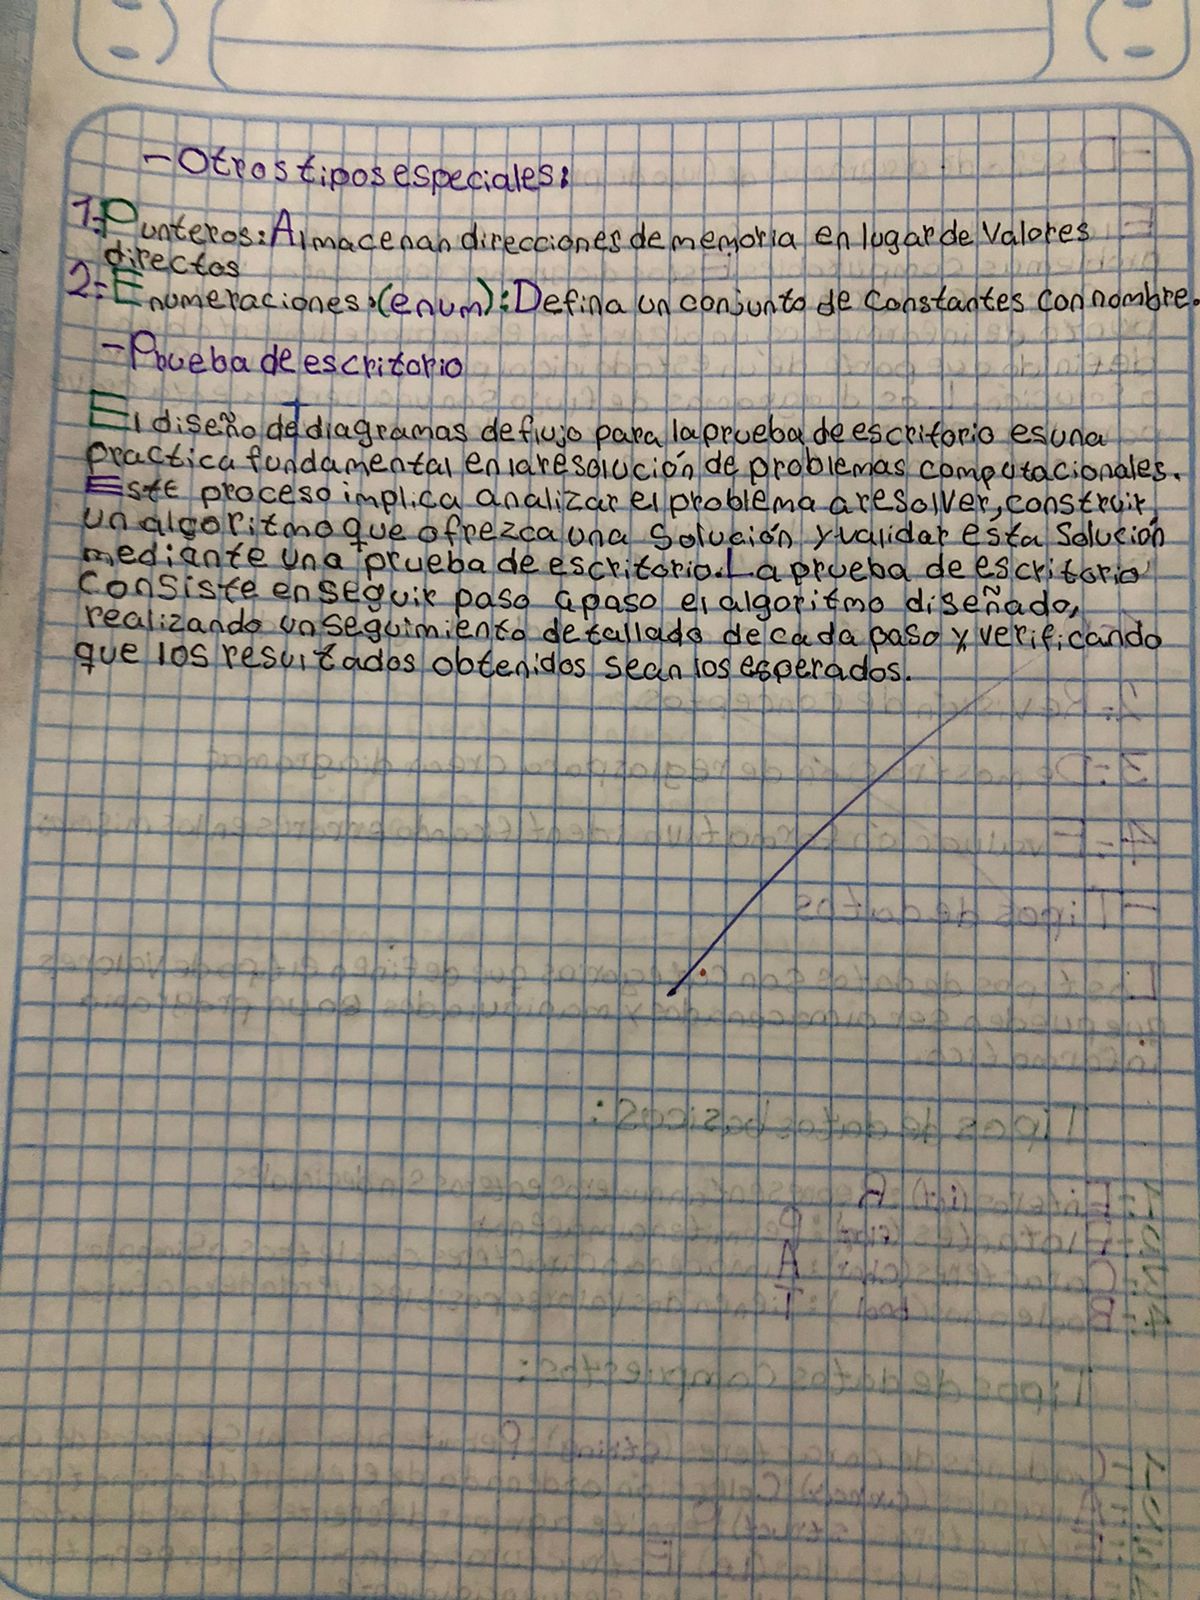 - Otros tipos especiales:
1= Punteros: Almacenan direcciones de memoria en lugar de Valores
directos
2= Enumeraciones: (enum): Defina un conjunto de constantes con nombre.
- Prueba de escritorio
El diseño de diagramas de flujo para la prueba de escritorio es una
practica fundamental en la resolución de problemas computacionales.
Este proceso implica analizar el problema a resolver, construir
un algoritmo que ofrezca una Solución y validar esta Solución
mediante una prueba de escritorio. La prueba de escritorio
Consiste en seguir paso a paso el algoritmo diseñado,
realizando un seguimiento detallado de cada paso y verificando
que los resultados obtenidos sean los esperados.